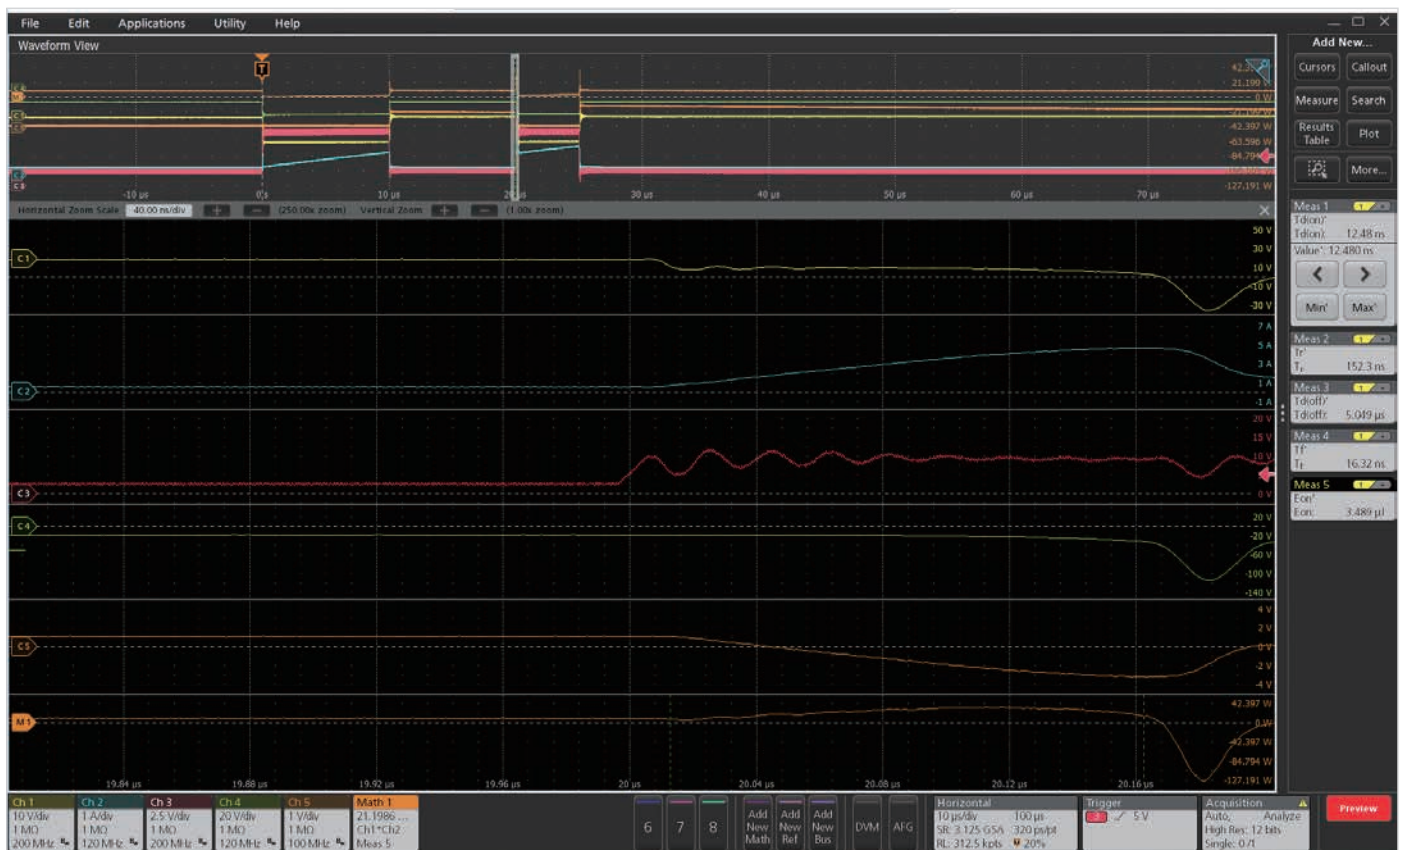 File Edit Applications Utility Help
Waveform View
Add New...
Cursors Callout
Measure Search
Results Table Plot
More...
T
42.397 W
21.199 W
0 W
-42.397 W
-63.596 W
-84.794 W
-127.191 W
-10 µs 0 s 10 µs 20 µs 30 µs 40 µs 50 µs 60 µs 70 µs
Horizontal Zoom Scale 40.00 ns/div + − (250.00x zoom) Vertical Zoom + − (1.00x zoom)
C1
50 V
30 V
10 V
-10 V
-30 V
C2
7 A
5 A
3 A
1 A
-1 A
C3
20 V
15 V
10 V
0 V
C4
20 V
-20 V
-60 V
-100 V
-140 V
C5
4 V
2 V
0 V
-2 V
-4 V
M1
42.397 W
0 W
-42.397 W
-84.794 W
-127.191 W
19.84 µs 19.88 µs 19.92 µs 19.96 µs 20 µs 20.04 µs 20.08 µs 20.12 µs 20.16 µs
Meas 1 1
Td(on)'
Td(on): 12.48 ns
Value': 12.480 ns
< >
Min' Max'
Meas 2 1
Tr'
Tr: 152.3 ns
Meas 3 1
Td(off)'
Td(off): 5.049 µs
Meas 4 1
Tf'
Tf: 16.32 ns
Meas 5 1
Eon'
Eon: 3.489 µJ
Ch 1
10 V/div
1 MΩ
200 MHz
Ch 2
1 A/div
1 MΩ
120 MHz
Ch 3
2.5 V/div
1 MΩ
200 MHz
Ch 4
20 V/div
1 MΩ
120 MHz
Ch 5
1 V/div
1 MΩ
100 MHz
Math 1
21.1986 ...
Ch1*Ch2
Meas 5
6 7 8
Add New Math
Add New Ref
Add New Bus
DVM AFG
Horizontal
10 µs/div 100 µs
SR: 3.125 GS/s 320 ps/pt
RL: 312.5 kpts 20%
Trigger
3 5 V
Acquisition
Auto, Analyze
High Res: 12 bits
Single: 0/1
Preview